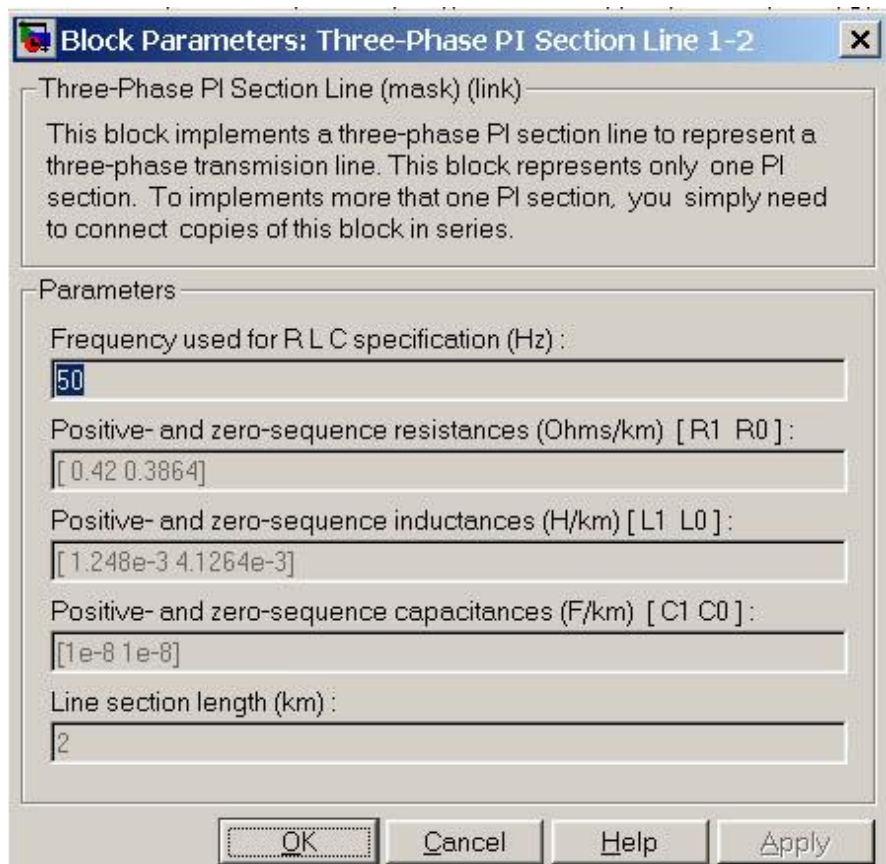 Block Parameters: Three-Phase PI Section Line 1-2
Three-Phase PI Section Line (mask) (link)
This block implements a three-phase PI section line to represent a
three-phase transmision line. This block represents only one PI
section. To implements more that one PI section, you simply need
to connect copies of this block in series.
Parameters
Frequency used for R L C specification (Hz) :
50
Positive- and zero-sequence resistances (Ohms/km) [ R1 R0 ] :
[ 0.42 0.3864]
Positive- and zero-sequence inductances (H/km) [ L1 L0 ] :
[ 1.248e-3 4.1264e-3]
Positive- and zero-sequence capacitances (F/km) [ C1 C0 ] :
[1e-8 1e-8]
Line section length (km) :
2
OK Cancel Help Apply